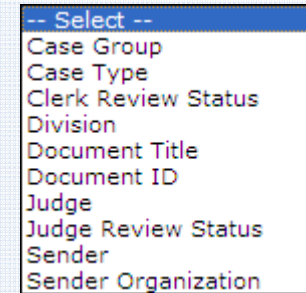 -- Select --
Case Group
Case Type
Clerk Review Status
Division
Document Title
Document ID
Judge
Judge Review Status
Sender
Sender Organization